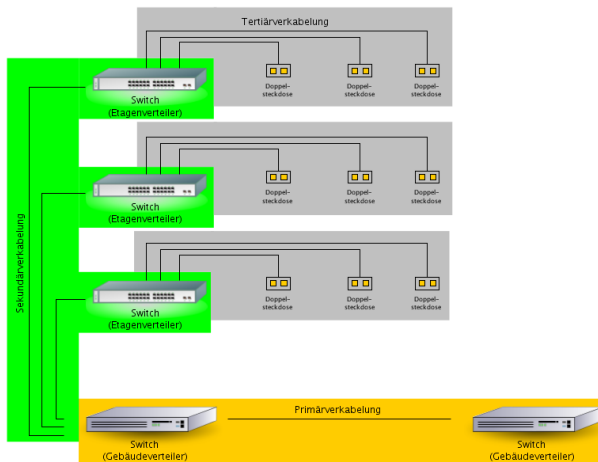 Tertiärverkabelung
Doppel-
steckdose
Doppel-
steckdose
Doppel-
steckdose
Switch
(Etagenverteiler)
Doppel-
steckdose
Doppel-
steckdose
Doppel-
steckdose
Switch
(Etagenverteiler)
Doppel-
steckdose
Doppel-
steckdose
Doppel-
steckdose
Switch
(Etagenverteiler)
Sekundärverkabelung
Primärverkabelung
Switch
(Gebäudeverteiler)
Switch
(Gebäudeverteiler)